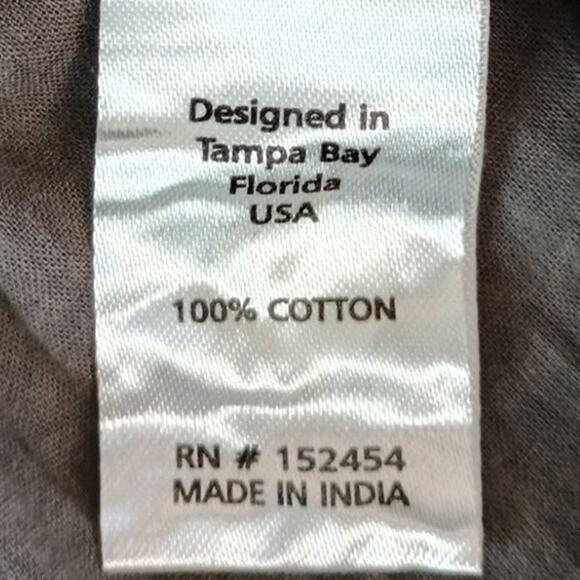 Designed in
Tampa Bay
Florida
USA
100% COTTON
RN # 152454
MADE IN INDIA